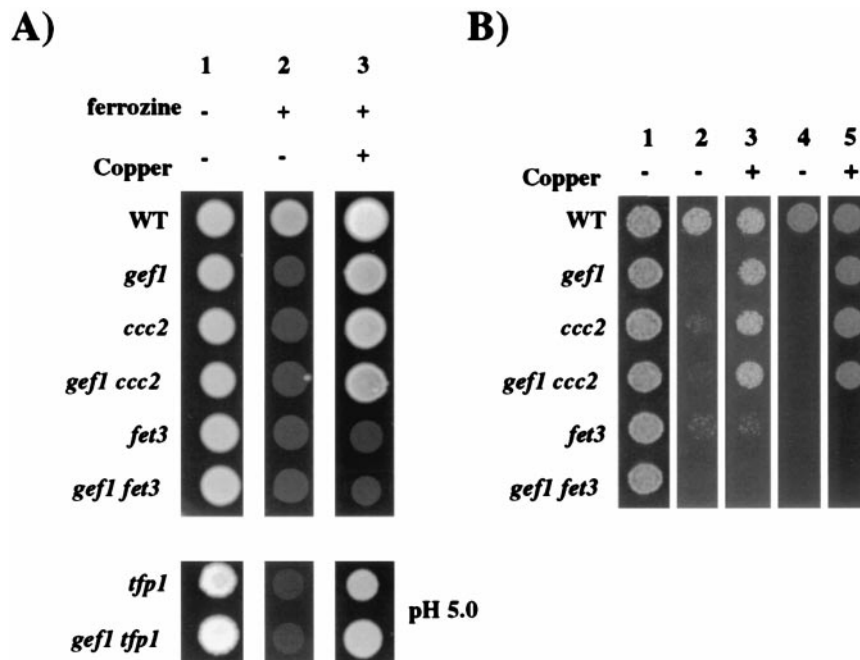 A)
1 2 3
ferrozine - + +
Copper - - +
WT
gef1
ccc2
gef1 ccc2
fet3
gef1 fet3
tfp1
gef1 tfp1
pH 5.0
B)
1 2 3 4 5
Copper - - + - +
WT
gef1
ccc2
gef1 ccc2
fet3
gef1 fet3